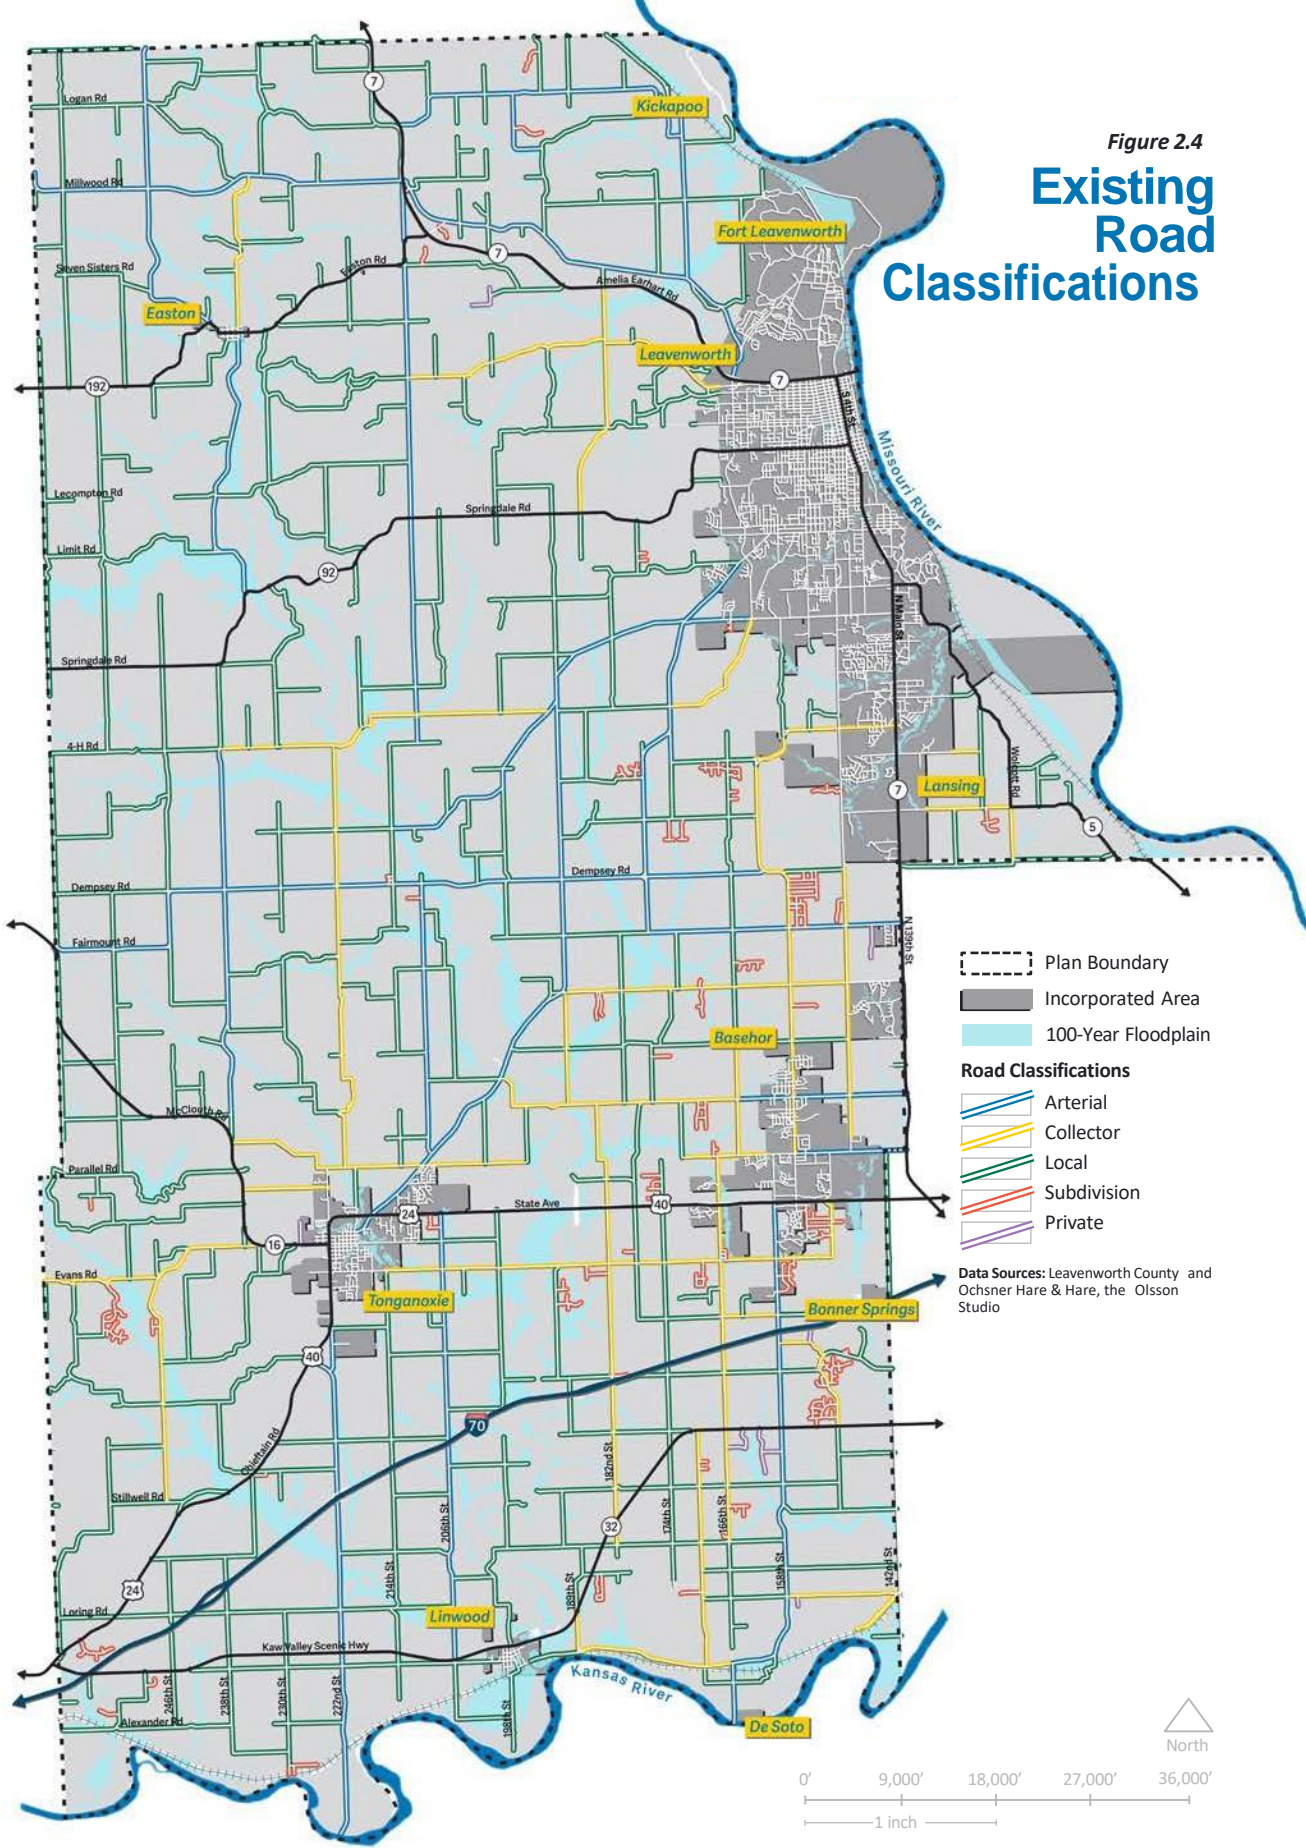 Figure 2.4
Existing
Road
Classifications
Kickapoo
7
Logan Rd
Millwood Rd
Fort Leavenworth
Seven Sisters Rd
Easton Rd
7
Amelia Earhart Rd
Easton
Leavenworth
192
7
S 4th St
Missouri River
Lecompton Rd
Springdale Rd
Limit Rd
92
N Main St
Springdale Rd
4-H Rd
Wolcott Rd
7
Lansing
5
Dempsey Rd
Dempsey Rd
Fairmount Rd
N 139th St
Basehor
McClouth Rd
Parallel Rd
State Ave
40
24
16
Evans Rd
Tonganoxie
Bonner Springs
40
70
Chieftain Rd
182nd St
Stillwell Rd
206th St
174th St
166th St
32
158th St
142nd St
24
214th St
189th St
Loring Rd
Linwood
Kaw Valley Scenic Hwy
Kansas River
246th St
238th St
230th St
222nd St
198th St
Alexander Rd
De Soto
Plan Boundary
Incorporated Area
100-Year Floodplain
Road Classifications
Arterial
Collector
Local
Subdivision
Private
Data Sources: Leavenworth County and
Ochsner Hare & Hare, the Olsson
Studio
North
0' 9,000' 18,000' 27,000' 36,000'
1 inch